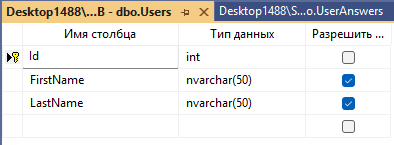 Desktop1488\...B - dbo.Users
Desktop1488\S...o.UserAnswers
Имя столбца Тип данных Разрешить ...
Id int
FirstName nvarchar(50)
LastName nvarchar(50)